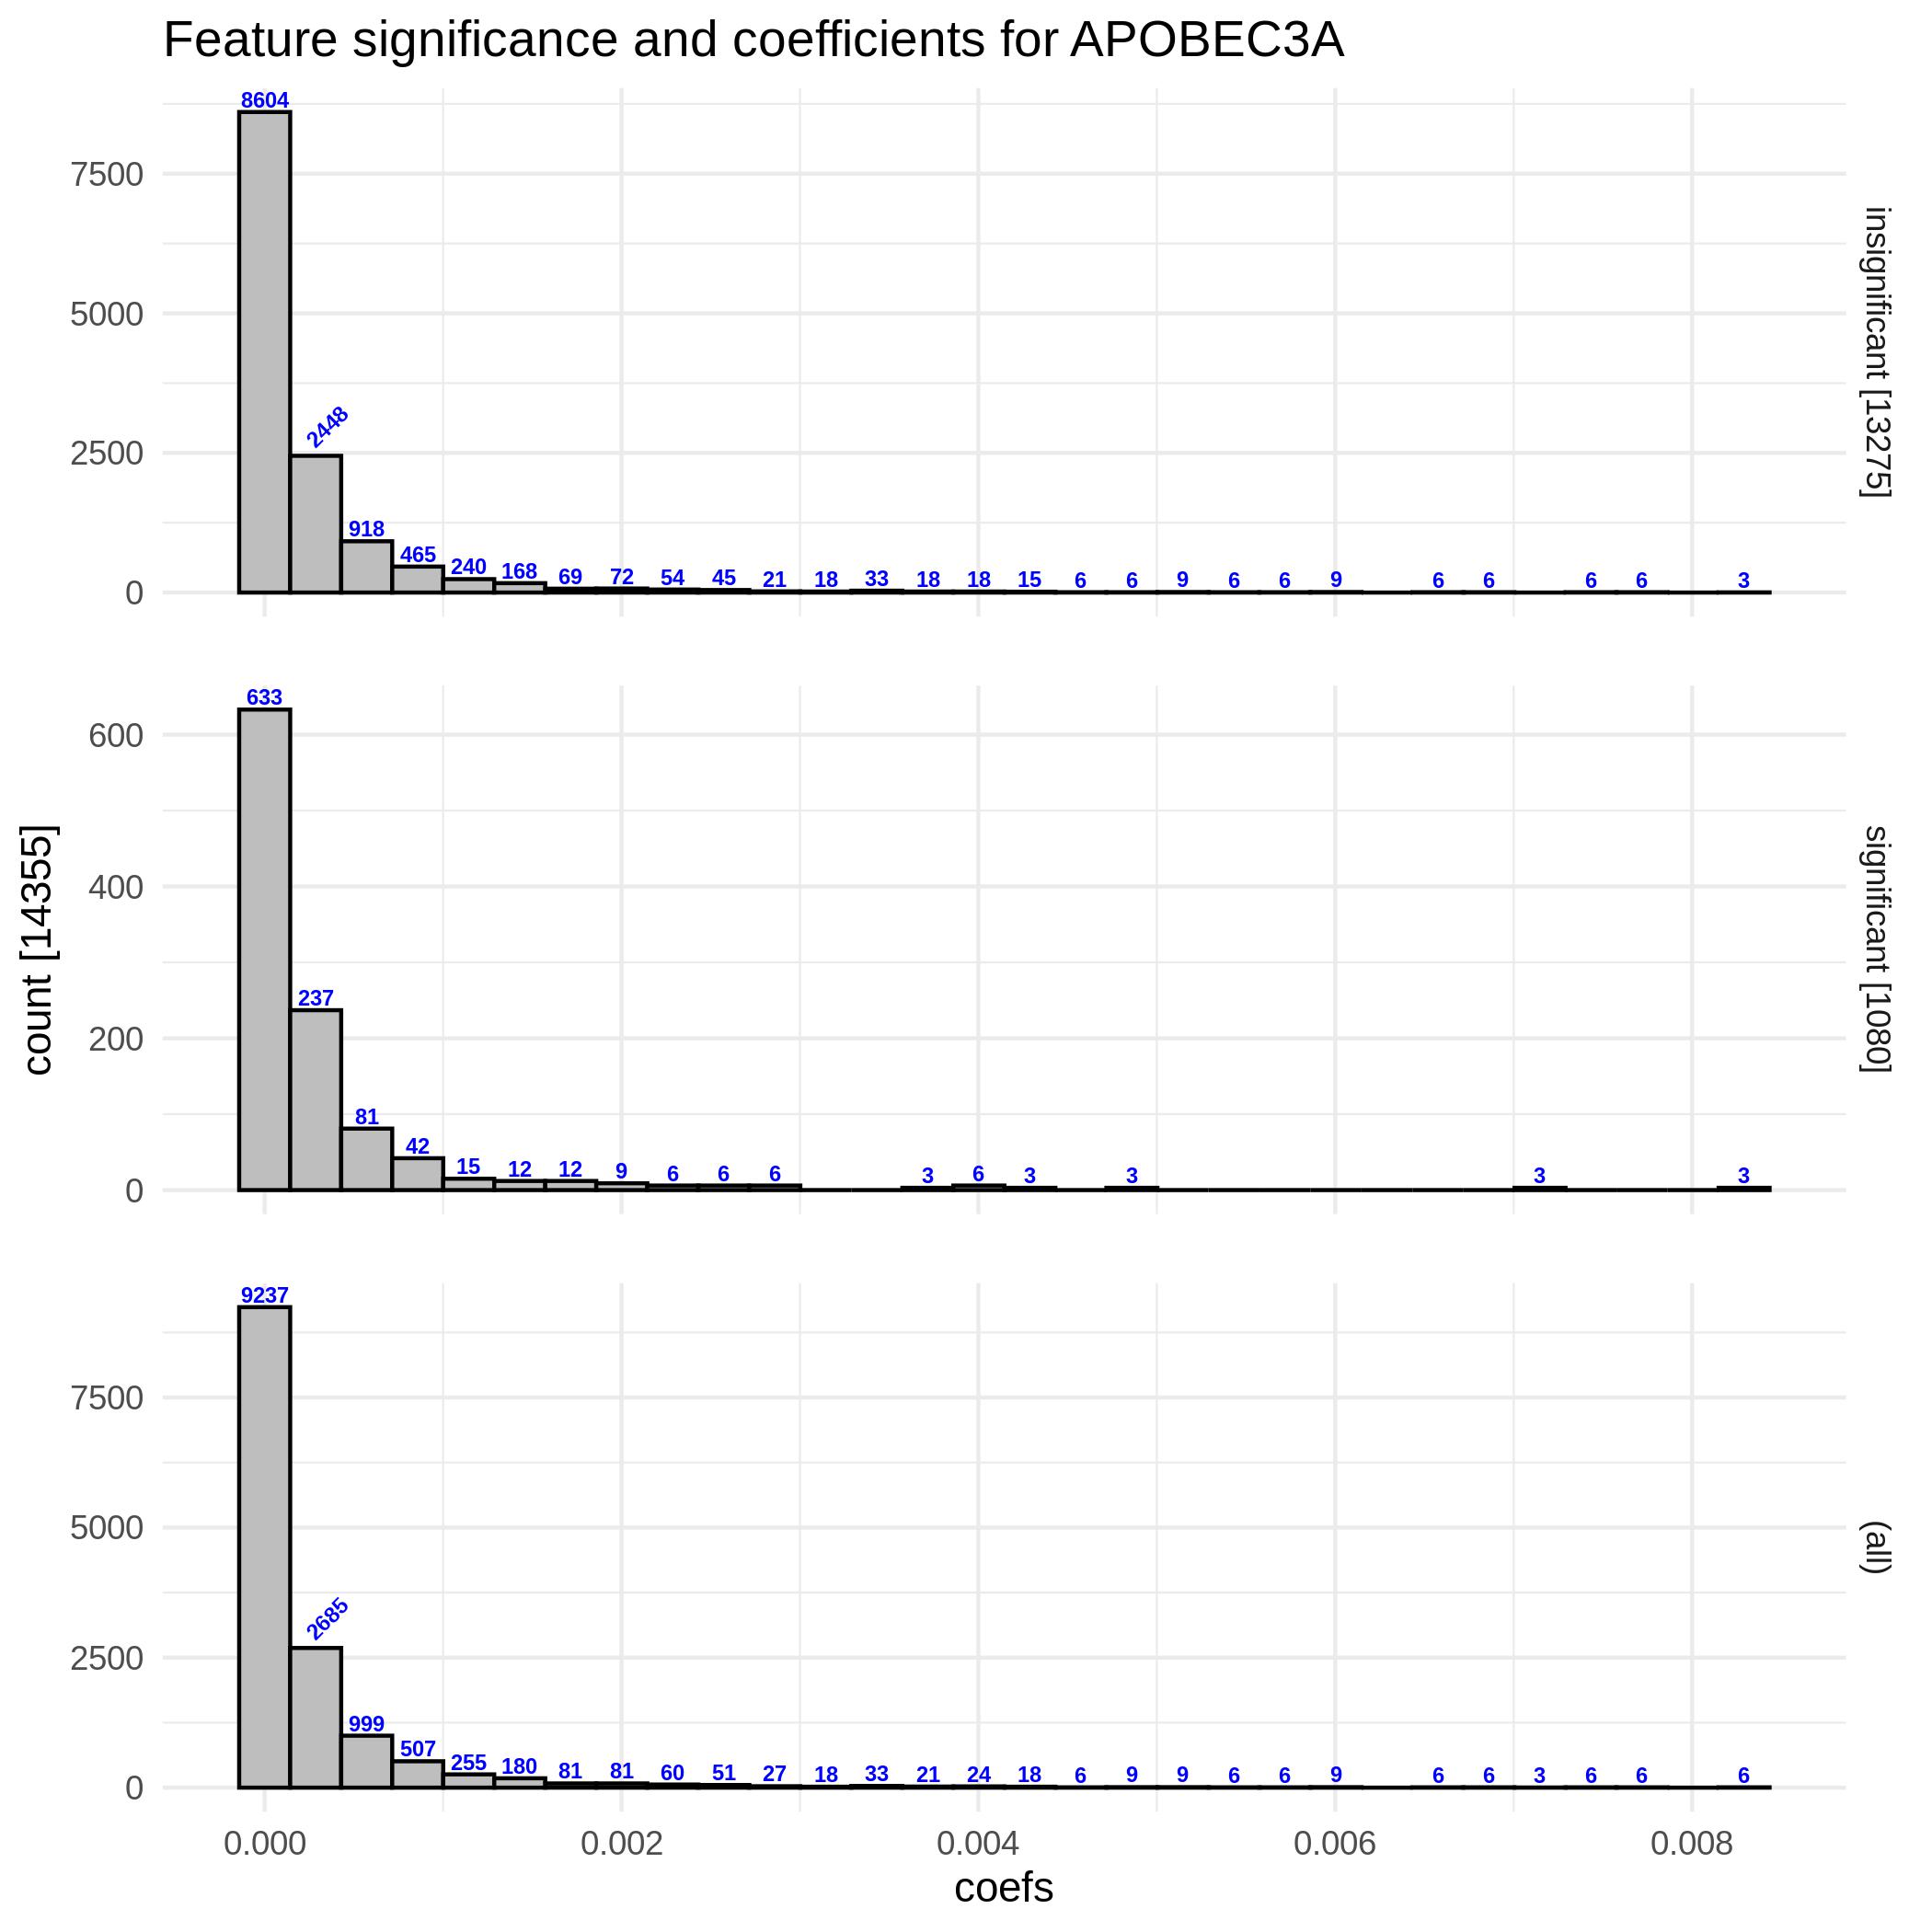 Feature significance and coefficients for APOBEC3A
8604
7500
5000
2448
2500
918
465
240 168 69 72 54 45 21 18 33 18 18 15 6 6 9 6 6 9 6 6 6 6 3
0
insignificant [13275]
633
600
400
237
200
81
42
15 12 12 9 6 6 6 3 6 3 3 3 3
0
significant [1080]
count [14355]
9237
7500
5000
2685
2500
999
507
255 180 81 81 60 51 27 18 33 21 24 18 6 9 9 6 6 9 6 6 3 6 6 6
0
(all)
0.000 0.002 0.004 0.006 0.008
coefs